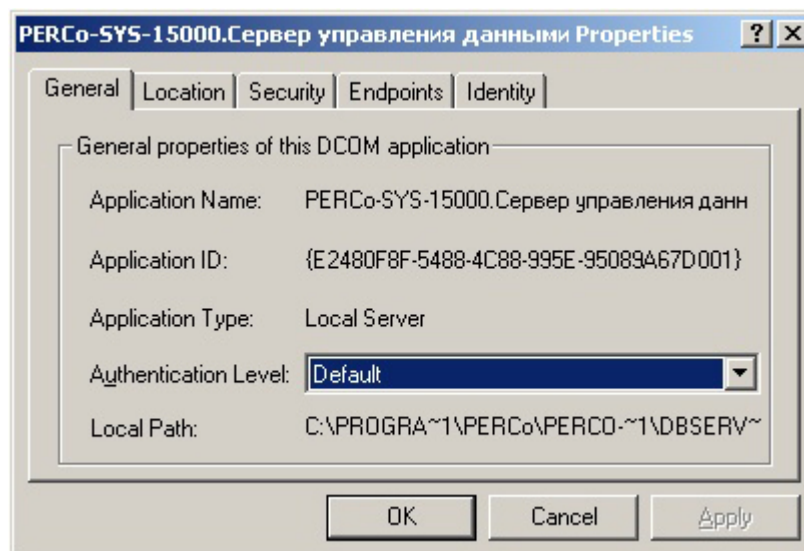 PERCo-SYS-15000.Сервер управления данными Properties ? X
General Location Security Endpoints Identity
General properties of this DCOM application
Application Name: PERCo-SYS-15000.Сервер управления данн
Application ID: {E2480F8F-5488-4C88-995E-95089A67D001}
Application Type: Local Server
Authentication Level: Default
Local Path: C:\PROGRA~1\PERCo\PERCO-~1\DBSERV~
OK Cancel Apply